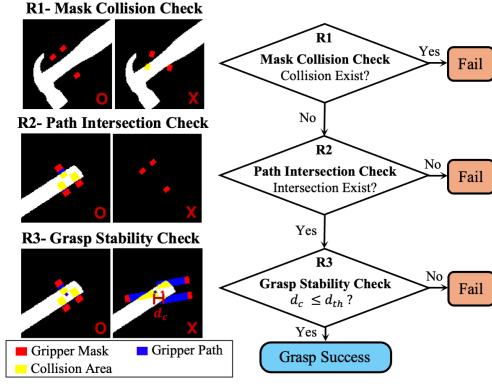 R1- Mask Collision Check
O
X
R2- Path Intersection Check
O
X
R3- Grasp Stability Check
O
d_c
X
Gripper Mask
Gripper Path
Collision Area
R1
Mask Collision Check
Collision Exist?
Yes
Fail
No
R2
Path Intersection Check
Intersection Exist?
No
Fail
Yes
R3
Grasp Stability Check
d_c ≤ d_th ?
No
Fail
Yes
Grasp Success